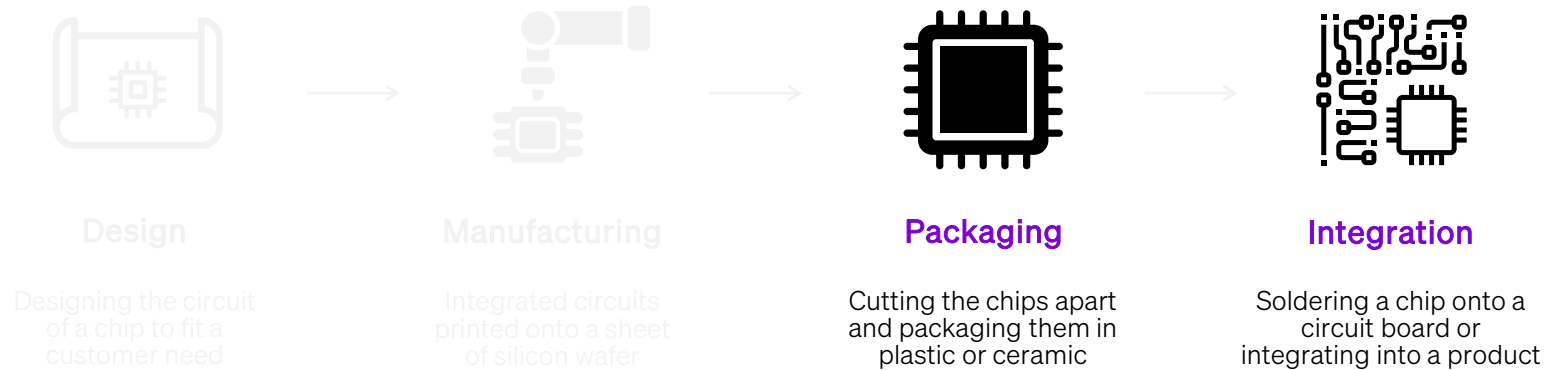 Design
Designing the circuit
of a chip to fit a
customer need
Manufacturing
Integrated circuits
printed onto a sheet
of silicon wafer
Packaging
Cutting the chips apart
and packaging them in
plastic or ceramic
Integration
Soldering a chip onto a
circuit board or
integrating into a product